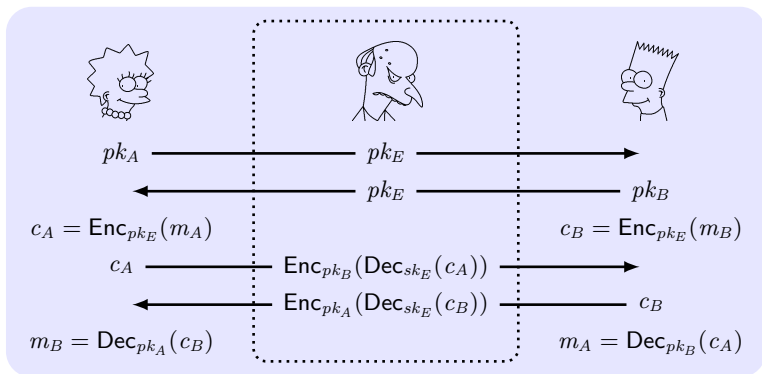 pk_A pk_E
pk_E pk_B
c_A = Enc_{pk_E}(m_A) c_B = Enc_{pk_E}(m_B)
c_A Enc_{pk_B}(Dec_{sk_E}(c_A))
Enc_{pk_A}(Dec_{sk_E}(c_B)) c_B
m_B = Dec_{pk_A}(c_B) m_A = Dec_{pk_B}(c_A)